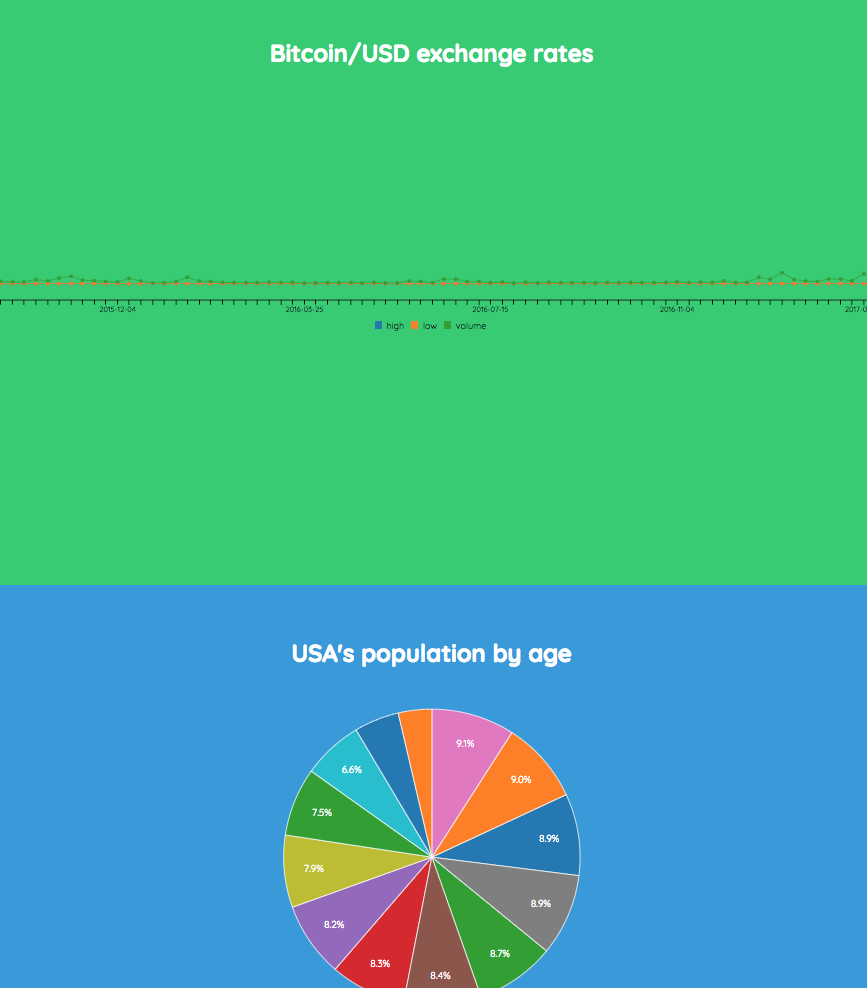 Bitcoin/USD exchange rates
2015-12-04 2016-03-25 2016-07-15 2016-11-04 2017-0
high low volume
USA's population by age
9.1%
9.0%
8.9%
8.9%
8.7%
8.4%
8.3%
8.2%
7.9%
7.5%
6.6%